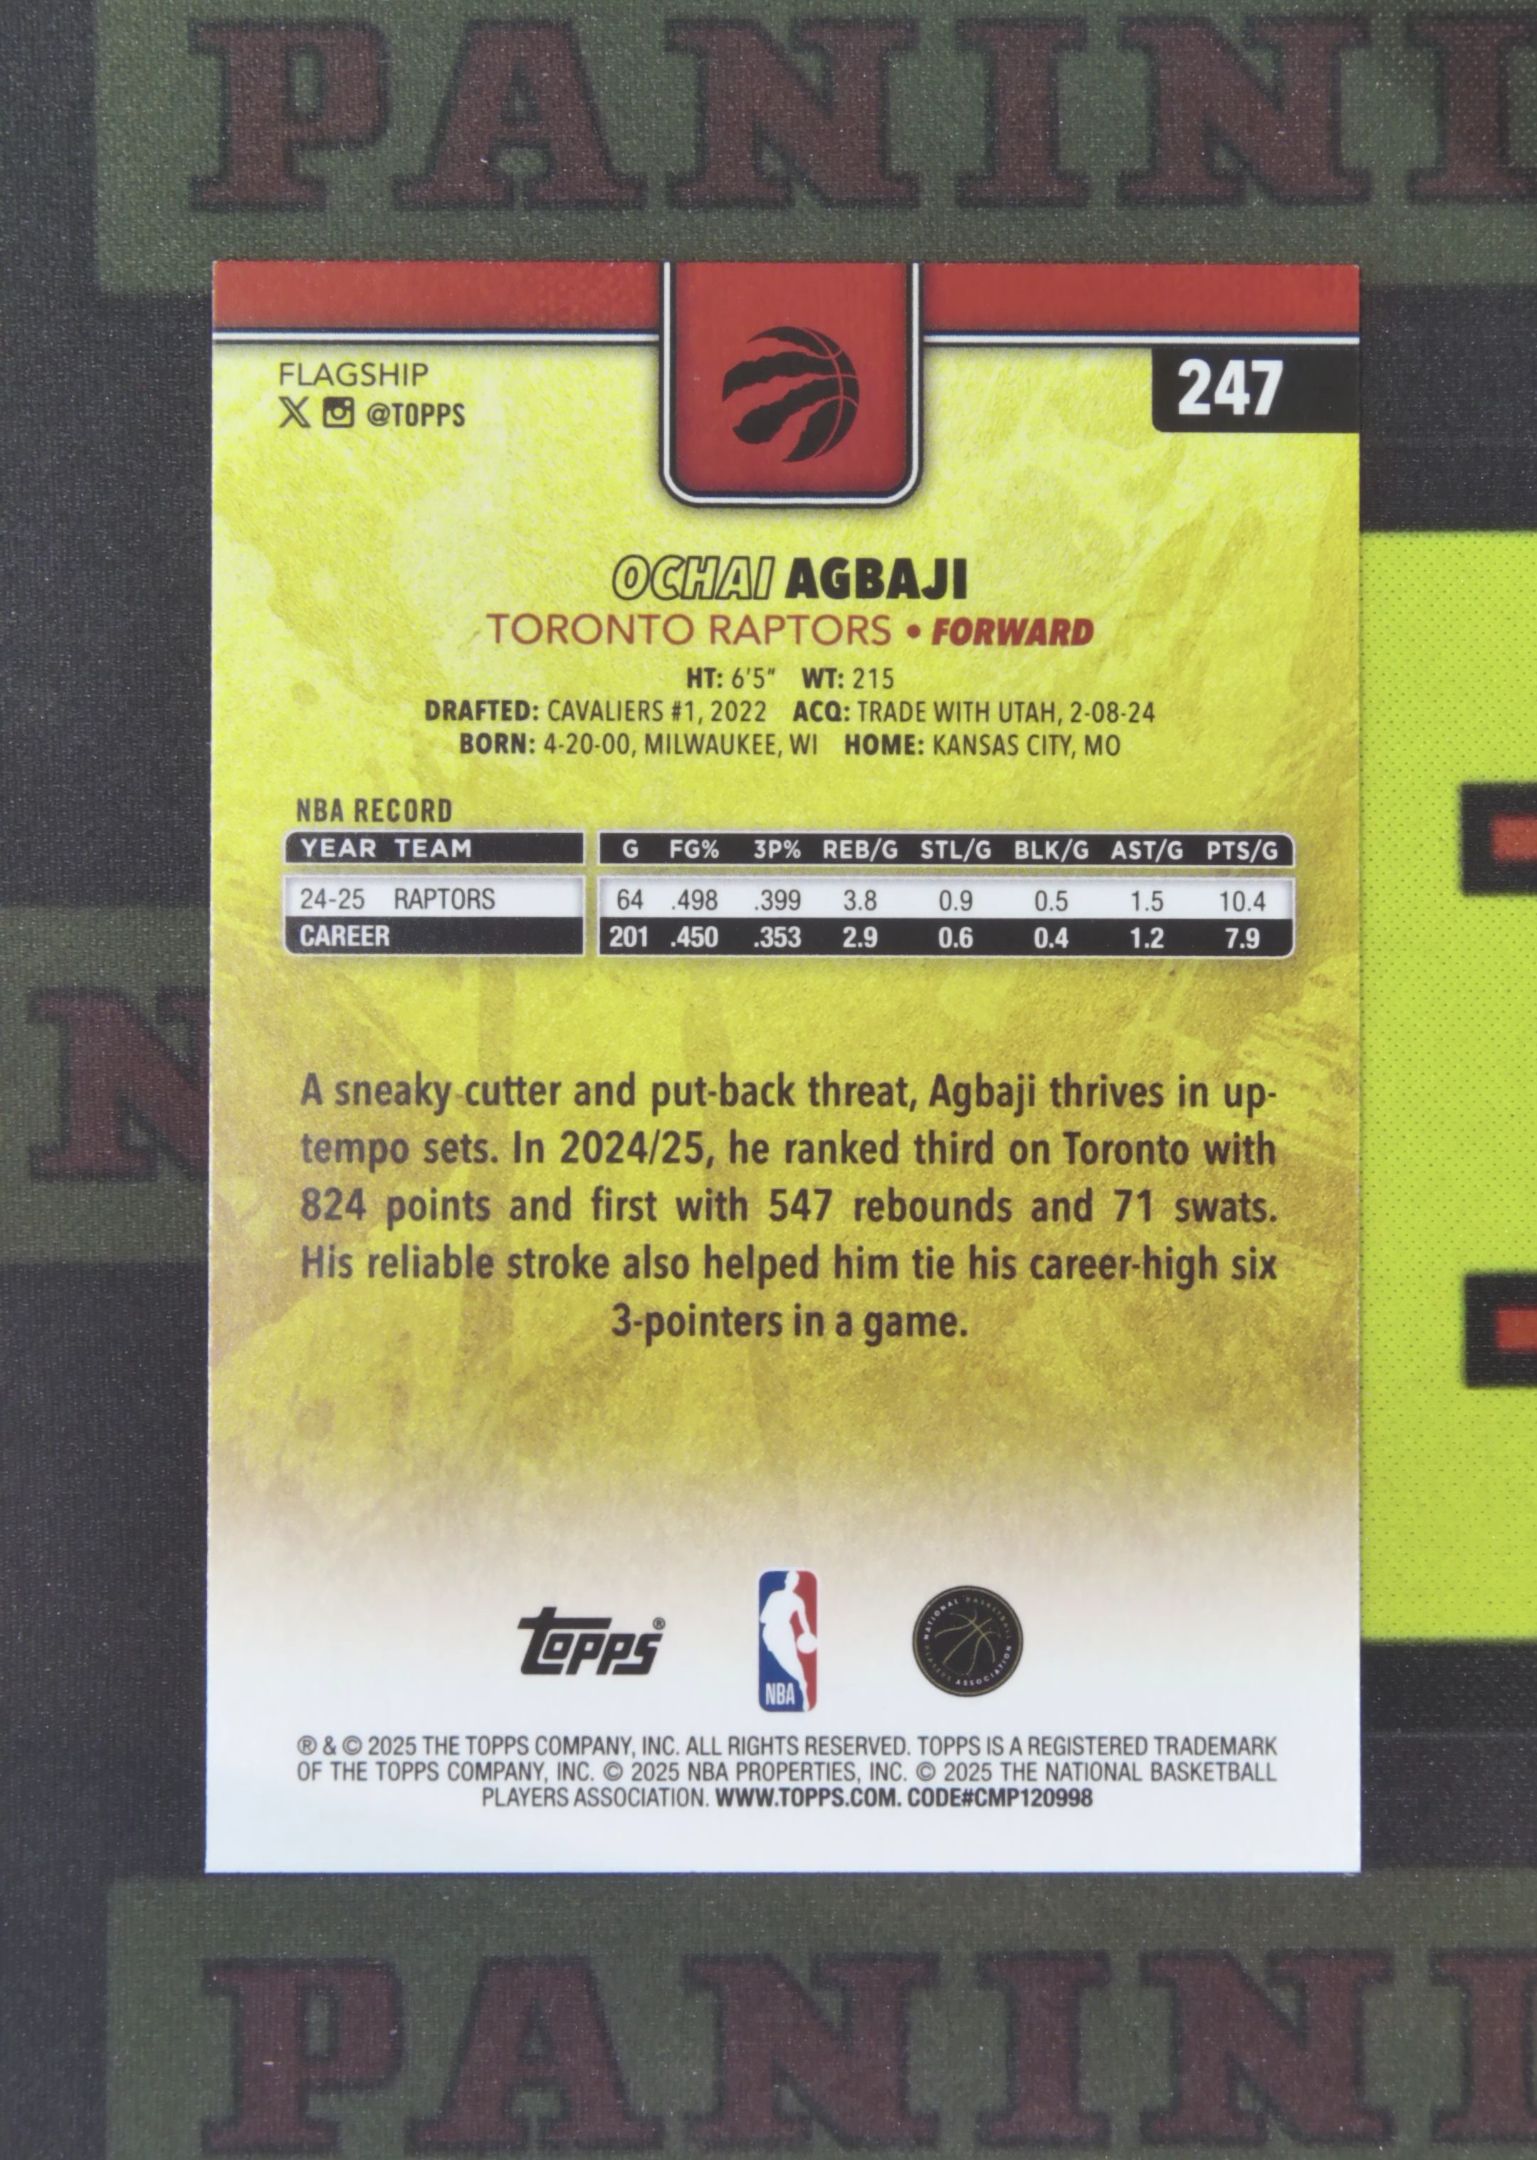 PANINI
FLAGSHIP
@TOPPS
247
OCHAI AGBAJI
TORONTO RAPTORS • FORWARD
HT: 6'5" WT: 215
DRAFTED: CAVALIERS #1, 2022 ACQ: TRADE WITH UTAH, 2-08-24
BORN: 4-20-00, MILWAUKEE, WI HOME: KANSAS CITY, MO
NBA RECORD
YEAR TEAM G FG% 3P% REB/G STL/G BLK/G AST/G PTS/G
24-25 RAPTORS 64 .498 .399 3.8 0.9 0.5 1.5 10.4
CAREER 201 .450 .353 2.9 0.6 0.4 1.2 7.9
N
A sneaky cutter and put-back threat, Agbaji thrives in up-
tempo sets. In 2024/25, he ranked third on Toronto with
824 points and first with 547 rebounds and 71 swats.
His reliable stroke also helped him tie his career-high six
3-pointers in a game.
TOPPS®
NBA
NATIONAL BASKETBALL PLAYERS ASSOCIATION
® & © 2025 THE TOPPS COMPANY, INC. ALL RIGHTS RESERVED. TOPPS IS A REGISTERED TRADEMARK
OF THE TOPPS COMPANY, INC. © 2025 NBA PROPERTIES, INC. © 2025 THE NATIONAL BASKETBALL
PLAYERS ASSOCIATION. WWW.TOPPS.COM. CODE#CMP120998
PANINI